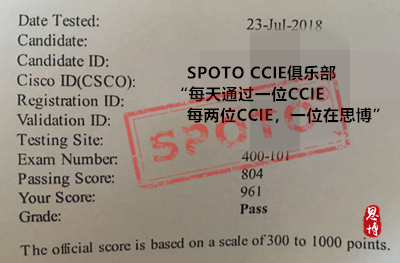 Date Tested: 23-Jul-2018
Candidate:
Candidate ID:
Cisco ID(CSCO):
SPOTO CCIE俱乐部
Registration ID:
“每天通过一位CCIE
Validation ID:
每两位CCIE，一位在思博”
Testing Site:
SPOTO
Exam Number: 400-101
Passing Score: 804
Your Score: 961
Grade: Pass
思博
The official score is based on a scale of 300 to 1000 points.